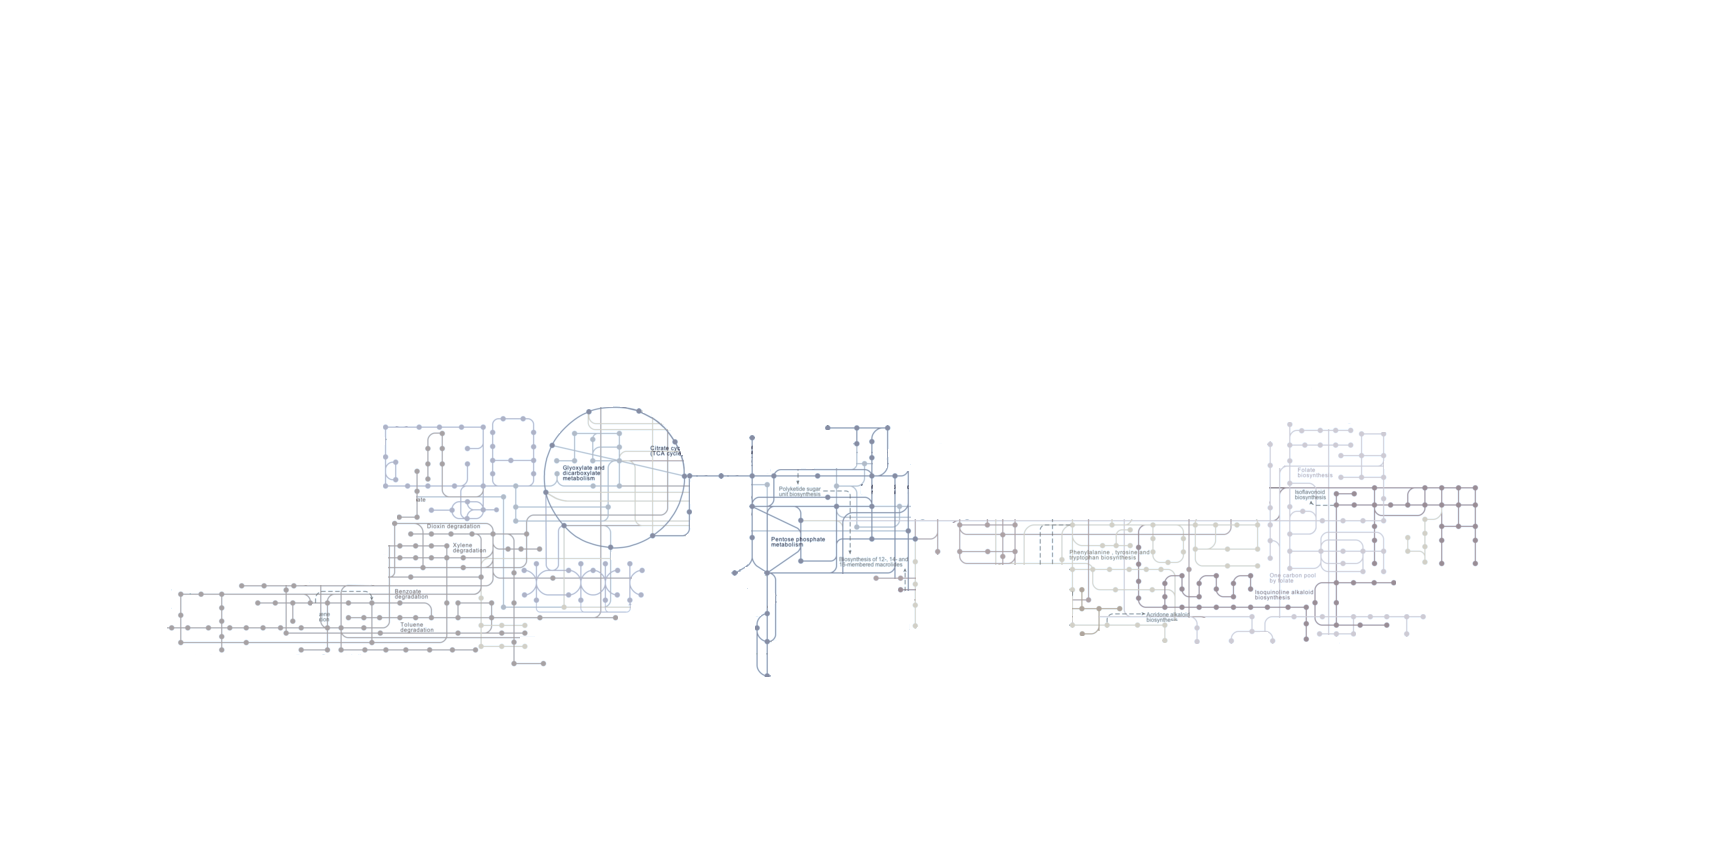 Citrate cyc
(TCA cycle
Glyoxylate and
dicarboxylate
metabolism
Folate
biosynthesis
Polyketide sugar
unit biosynthesis
Isoflavonoid
biosynthesis
Dioxin degradation
Pentose phosphate
metabolism
Xylene
degradation
Phenylalanine , tyrosine and
tryptophan biosynthesis
Biosynthesis of 12-, 14- and
16-membered macrolides
One carbon pool
by folate
Benzoate
degradation
Isoquinoline alkaloid
biosynthesis
Acridone alkaloid
biosynthesis
Toluene
degradation